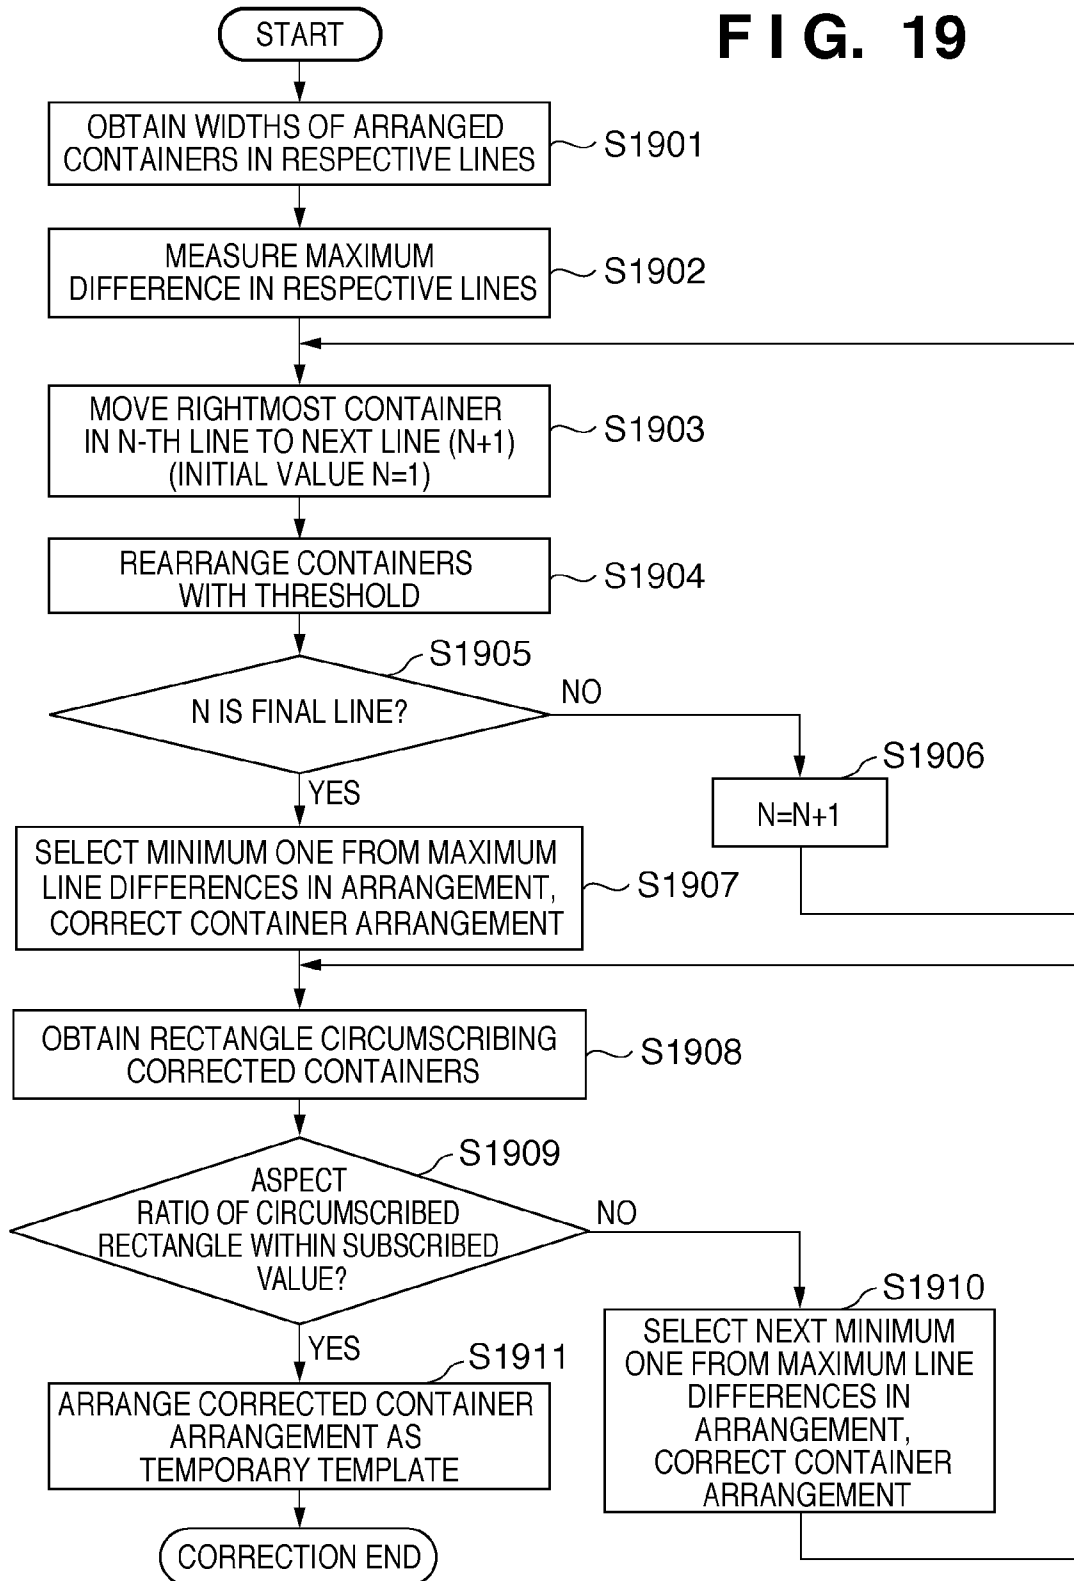 FIG. 19
START
OBTAIN WIDTHS OF ARRANGED
CONTAINERS IN RESPECTIVE LINES
S1901
MEASURE MAXIMUM
DIFFERENCE IN RESPECTIVE LINES
S1902
MOVE RIGHTMOST CONTAINER
IN N-TH LINE TO NEXT LINE (N+1)
(INITIAL VALUE N=1)
S1903
REARRANGE CONTAINERS
WITH THRESHOLD
S1904
S1905
N IS FINAL LINE?
NO
YES
S1906
N=N+1
SELECT MINIMUM ONE FROM MAXIMUM
LINE DIFFERENCES IN ARRANGEMENT,
CORRECT CONTAINER ARRANGEMENT
S1907
OBTAIN RECTANGLE CIRCUMSCRIBING
CORRECTED CONTAINERS
S1908
S1909
ASPECT
RATIO OF CIRCUMSCRIBED
RECTANGLE WITHIN SUBSCRIBED
VALUE?
NO
YES
S1910
SELECT NEXT MINIMUM
ONE FROM MAXIMUM LINE
DIFFERENCES IN
ARRANGEMENT,
CORRECT CONTAINER
ARRANGEMENT
S1911
ARRANGE CORRECTED CONTAINER
ARRANGEMENT AS
TEMPORARY TEMPLATE
CORRECTION END